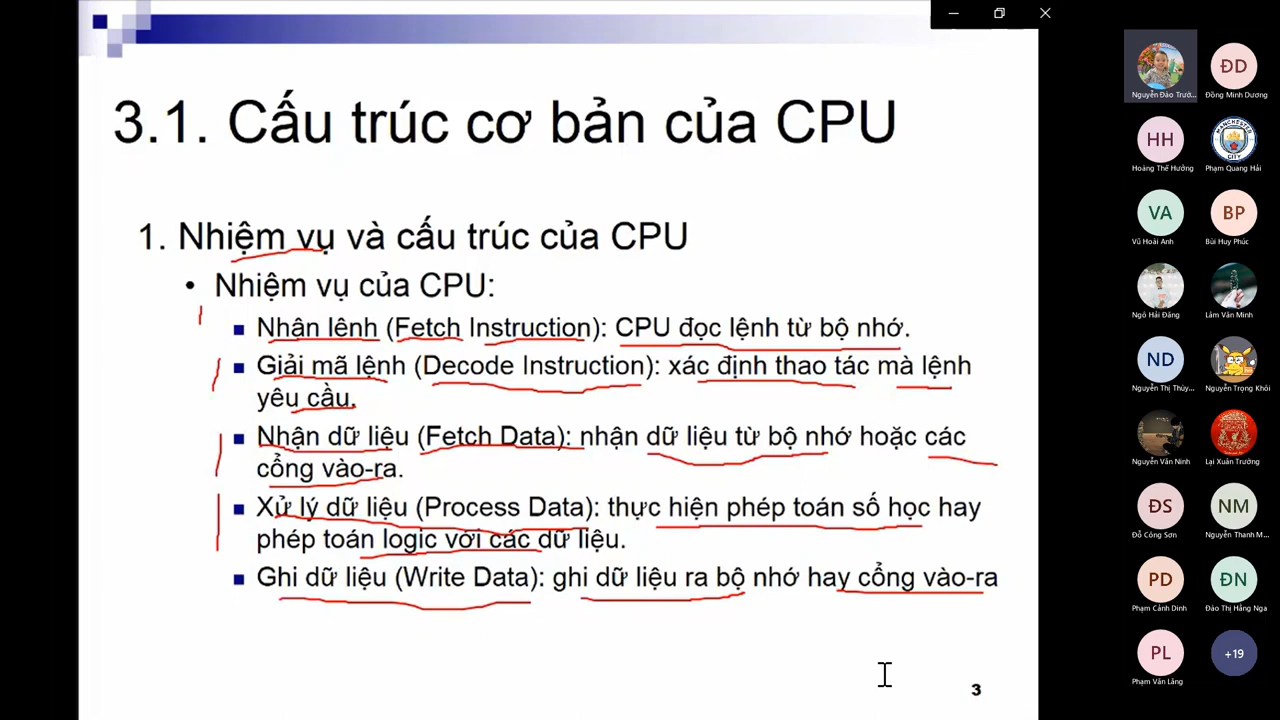 3.1. Cấu trúc cơ bản của CPU
1. Nhiệm vụ và cấu trúc của CPU
• Nhiệm vụ của CPU:
Nhận lệnh (Fetch Instruction): CPU đọc lệnh từ bộ nhớ.
Giải mã lệnh (Decode Instruction): xác định thao tác mà lệnh
yêu cầu.
Nhận dữ liệu (Fetch Data): nhận dữ liệu từ bộ nhớ hoặc các
cổng vào-ra.
Xử lý dữ liệu (Process Data): thực hiện phép toán số học hay
phép toán logic với các dữ liệu.
Ghi dữ liệu (Write Data): ghi dữ liệu ra bộ nhớ hay cổng vào-ra
3
Nguyễn Đào Trườ...
ĐD
Đồng Minh Dương
HH
Hoàng Thế Hưởng
MANCHESTER
CITY
Phạm Quang Hải
VA
Vũ Hoài Anh
BP
Bùi Huy Phúc
Ngô Hải Đăng
Lâm Văn Minh
ND
Nguyễn Thị Thùy...
Nguyễn Trọng Khôi
Nguyễn Văn Ninh
Lại Xuân Trường
ĐS
Đỗ Công Sơn
NM
Nguyễn Thanh M...
PD
Phạm Cảnh Dinh
ĐN
Đào Thị Hằng Nga
PL
Phạm Văn Lăng
+19